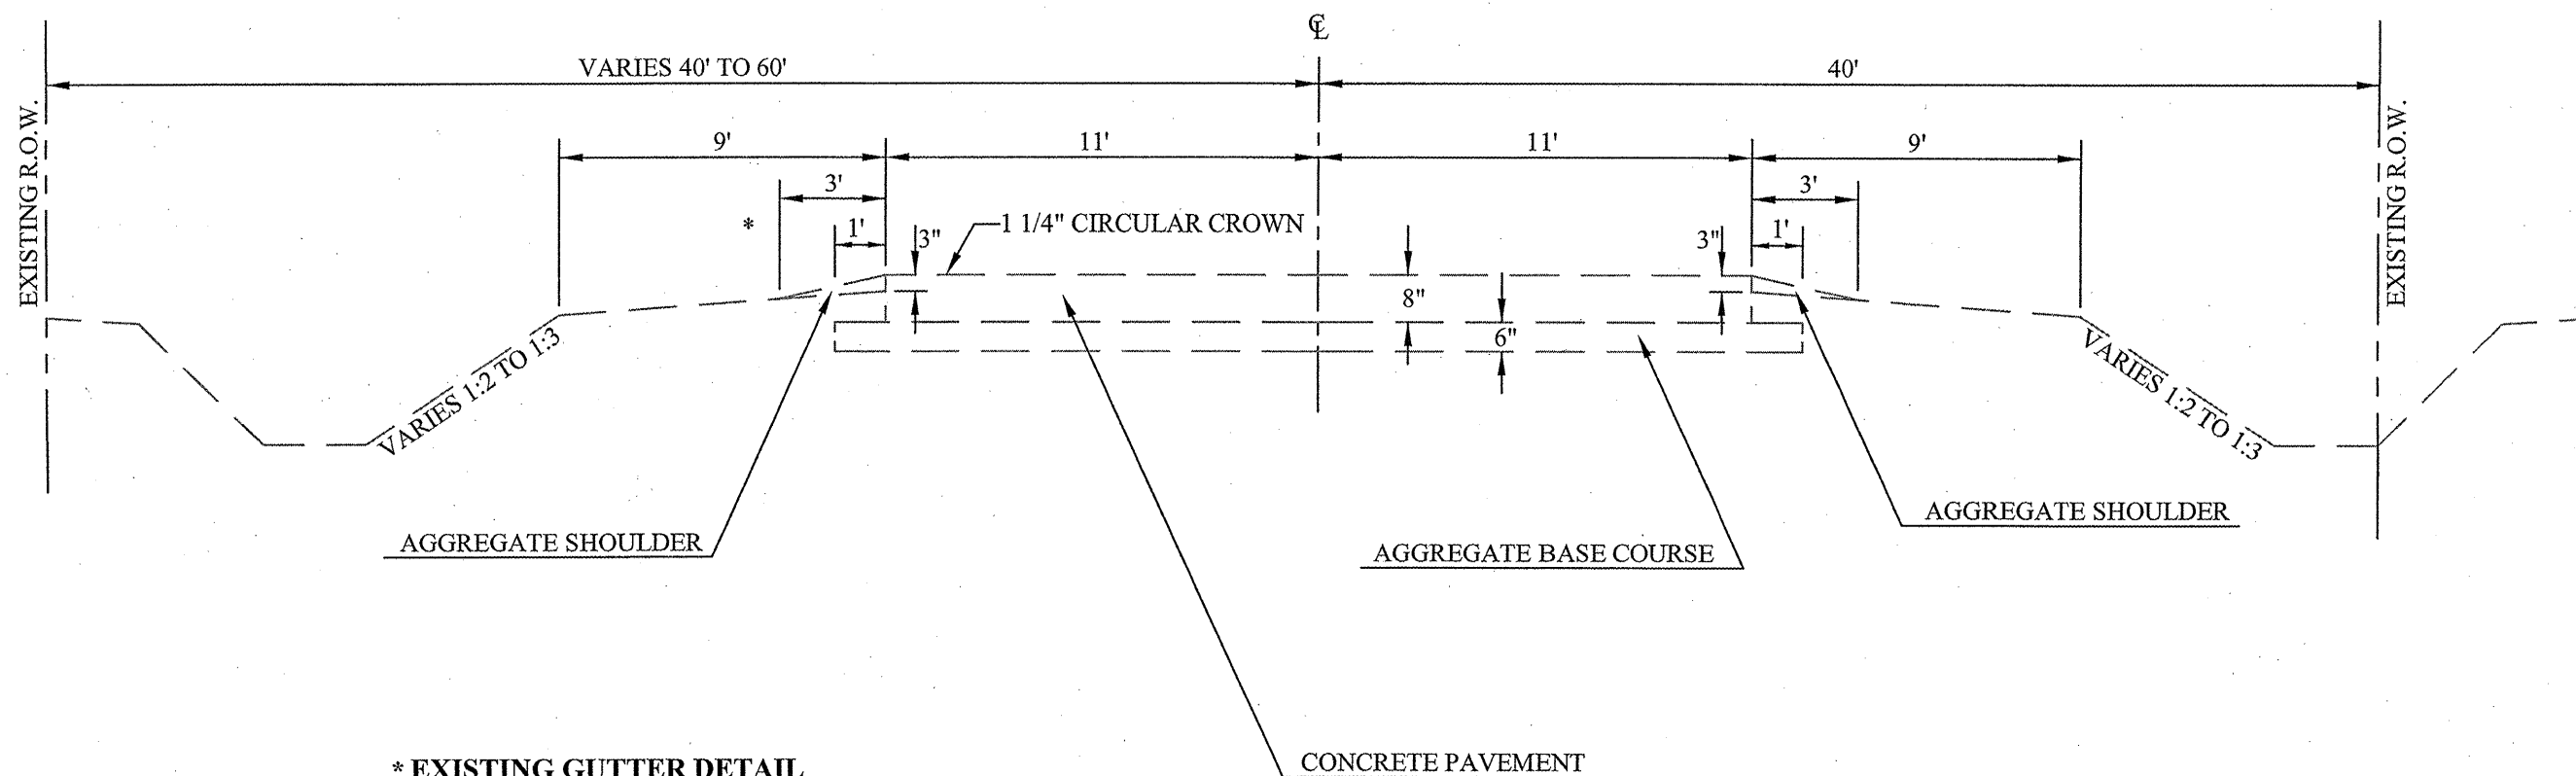 ℄
VARIES 40' TO 60'
40'
EXISTING R.O.W.
EXISTING R.O.W.
9'
11'
11'
9'
3'
3'
*
1'
3"
1 1/4" CIRCULAR CROWN
3"
1'
8"
6"
VARIES 1:2 TO 1:3
VARIES 1:2 TO 1:3
AGGREGATE SHOULDER
AGGREGATE SHOULDER
AGGREGATE BASE COURSE
CONCRETE PAVEMENT
* EXISTING GUTTER DETAIL